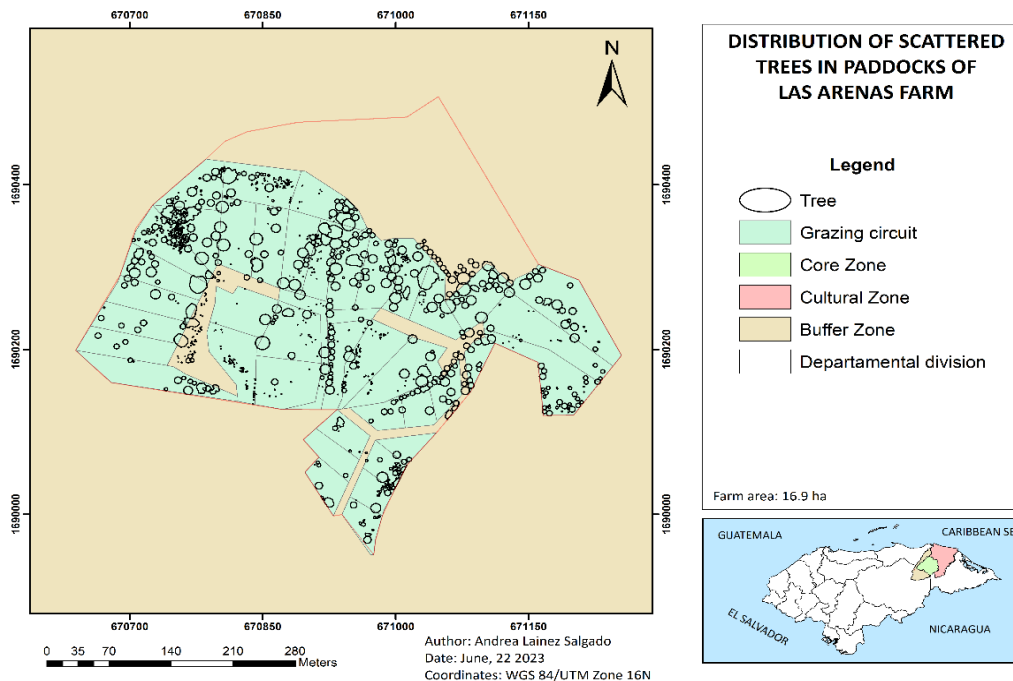 670700 670850 671000 671150
N
1690400
1690200
1690000
1690400
1690200
1690000
670700 670850 671000 671150
0 35 70 140 210 280
Meters
Author: Andrea Lainez Salgado
Date: June, 22 2023
Coordinates: WGS 84/UTM Zone 16N
DISTRIBUTION OF SCATTERED
TREES IN PADDOCKS OF
LAS ARENAS FARM
Legend
Tree
Grazing circuit
Core Zone
Cultural Zone
Buffer Zone
Departamental division
Farm area: 16.9 ha
GUATEMALA
CARIBBEAN SE
EL SALVADOR
NICARAGUA